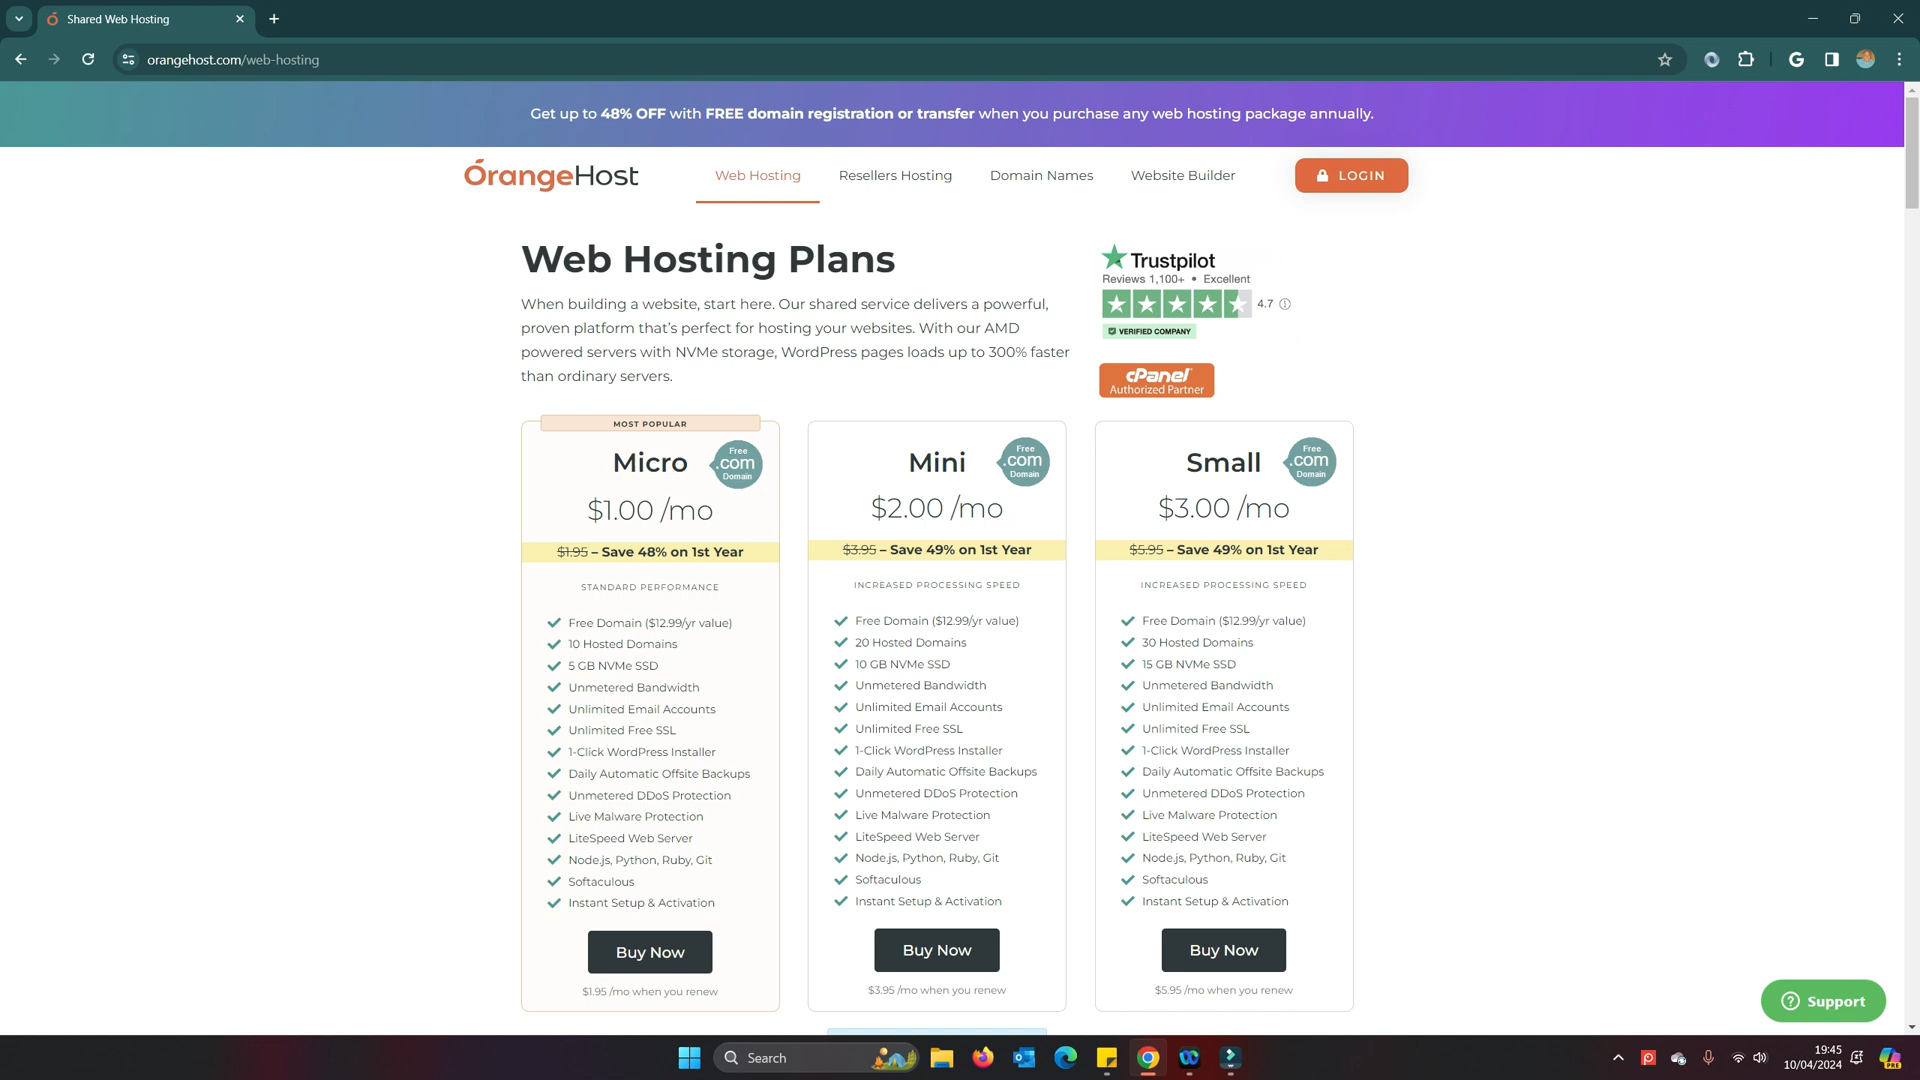 Shared Web Hosting
orangehost.com/web-hosting
Get up to 48% OFF with FREE domain registration or transfer when you purchase any web hosting package annually.
OrangeHost
Web Hosting
Resellers Hosting
Domain Names
Website Builder
LOGIN
Web Hosting Plans
When building a website, start here. Our shared service delivers a powerful,
proven platform that's perfect for hosting your websites. With our AMD
powered servers with NVMe storage, WordPress pages loads up to 300% faster
than ordinary servers.
Trustpilot
Reviews 1,100+ • Excellent
4.7
VERIFIED COMPANY
cPanel
Authorized Partner
MOST POPULAR
Micro
Free
.com
Domain
$1.00 /mo
$1.95 – Save 48% on 1st Year
STANDARD PERFORMANCE
Free Domain ($12.99/yr value)
10 Hosted Domains
5 GB NVMe SSD
Unmetered Bandwidth
Unlimited Email Accounts
Unlimited Free SSL
1-Click WordPress Installer
Daily Automatic Offsite Backups
Unmetered DDoS Protection
Live Malware Protection
LiteSpeed Web Server
Node.js, Python, Ruby, Git
Softaculous
Instant Setup & Activation
Buy Now
$1.95 /mo when you renew
Mini
Free
.com
Domain
$2.00 /mo
$3.95 – Save 49% on 1st Year
INCREASED PROCESSING SPEED
Free Domain ($12.99/yr value)
20 Hosted Domains
10 GB NVMe SSD
Unmetered Bandwidth
Unlimited Email Accounts
Unlimited Free SSL
1-Click WordPress Installer
Daily Automatic Offsite Backups
Unmetered DDoS Protection
Live Malware Protection
LiteSpeed Web Server
Node.js, Python, Ruby, Git
Softaculous
Instant Setup & Activation
Buy Now
$3.95 /mo when you renew
Small
Free
.com
Domain
$3.00 /mo
$5.95 – Save 49% on 1st Year
INCREASED PROCESSING SPEED
Free Domain ($12.99/yr value)
30 Hosted Domains
15 GB NVMe SSD
Unmetered Bandwidth
Unlimited Email Accounts
Unlimited Free SSL
1-Click WordPress Installer
Daily Automatic Offsite Backups
Unmetered DDoS Protection
Live Malware Protection
LiteSpeed Web Server
Node.js, Python, Ruby, Git
Softaculous
Instant Setup & Activation
Buy Now
$5.95 /mo when you renew
Support
Search
19:45
10/04/2024
PRE